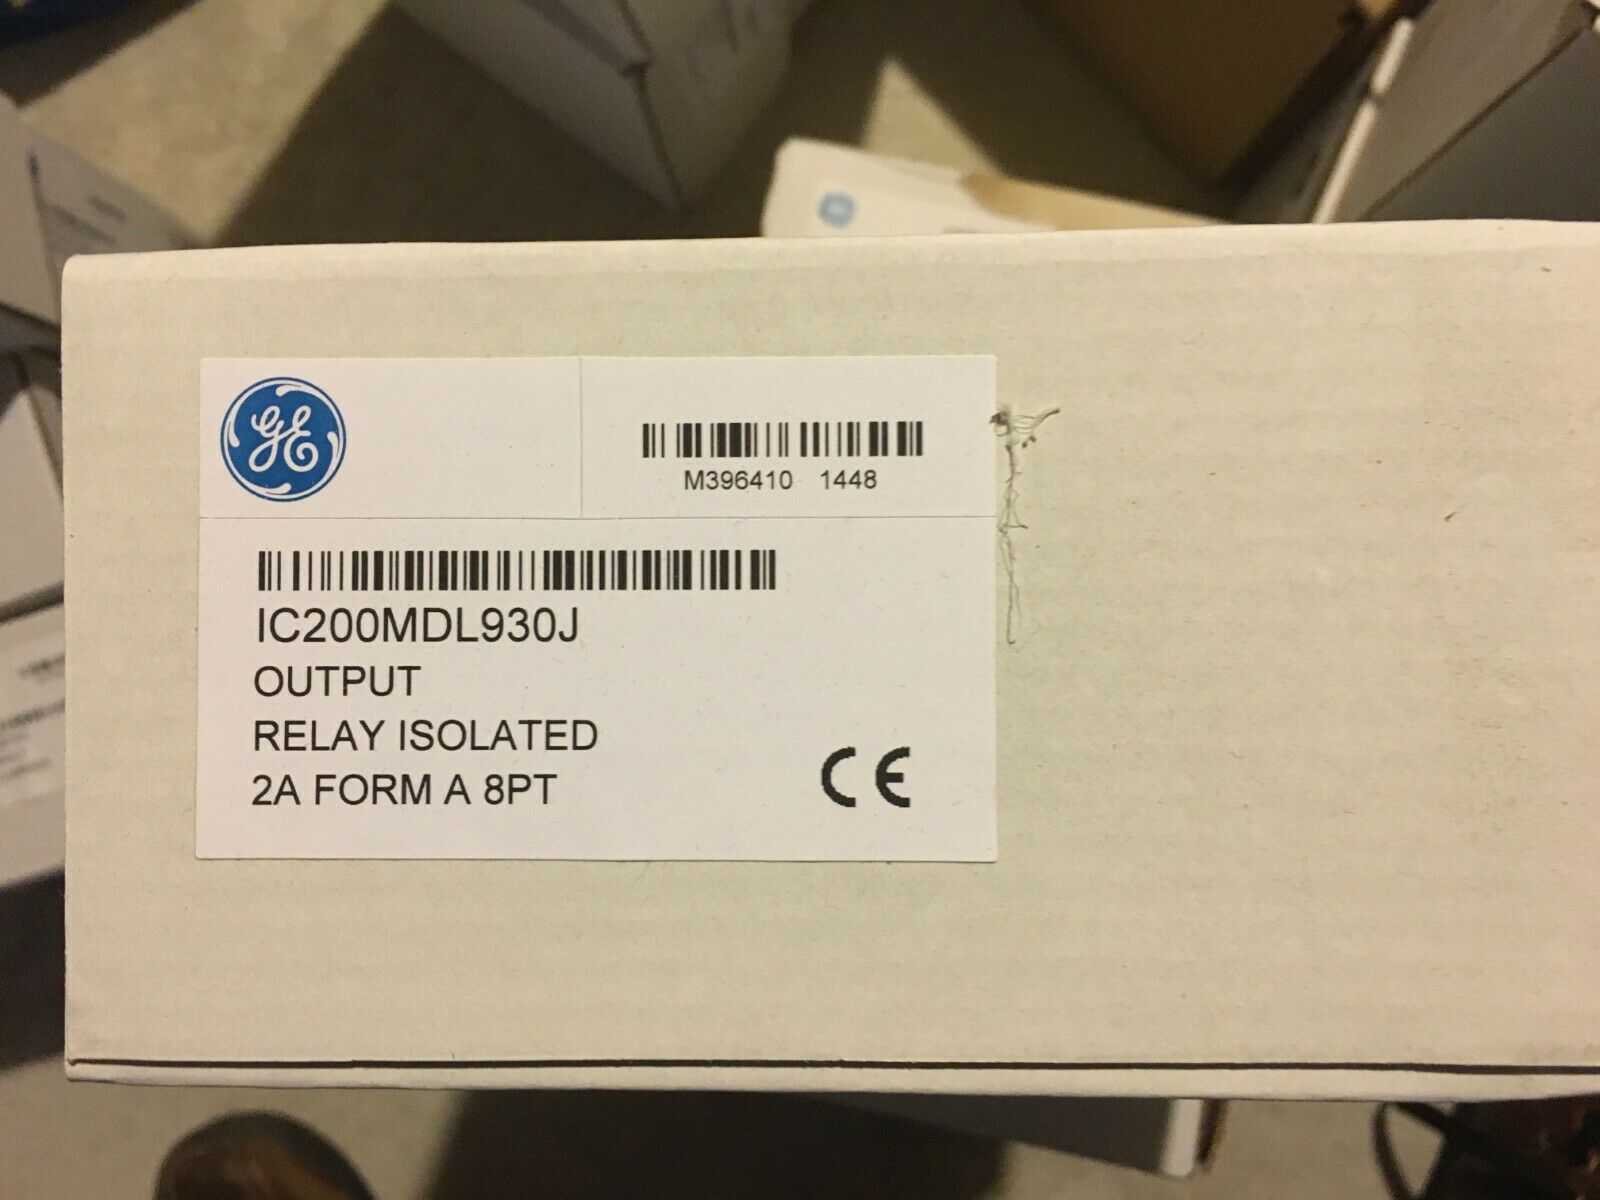 GE
M396410 1448
IC200MDL930J
OUTPUT
RELAY ISOLATED
2A FORM A 8PT
CE